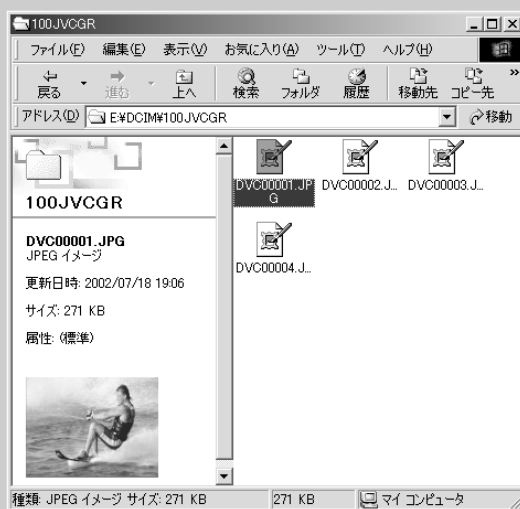 100JVCGR
ファイル(F) 編集(E) 表示(V) お気に入り(A) ツール(T) ヘルプ(H)
戻る 進む 上へ 検索 フォルダ 履歴 移動先 コピー先 »
アドレス(D) E:¥DCIM¥100JVCGR 移動
100JVCGR
DVC00001.JPG
JPEG イメージ
更新日時: 2002/07/18 19:06
サイズ: 271 KB
属性: (標準)
DVC00001.JP
G
DVC00002.J...
DVC00003.J...
DVC00004.J...
種類: JPEG イメージ サイズ: 271 KB 271 KB マイ コンピュータ